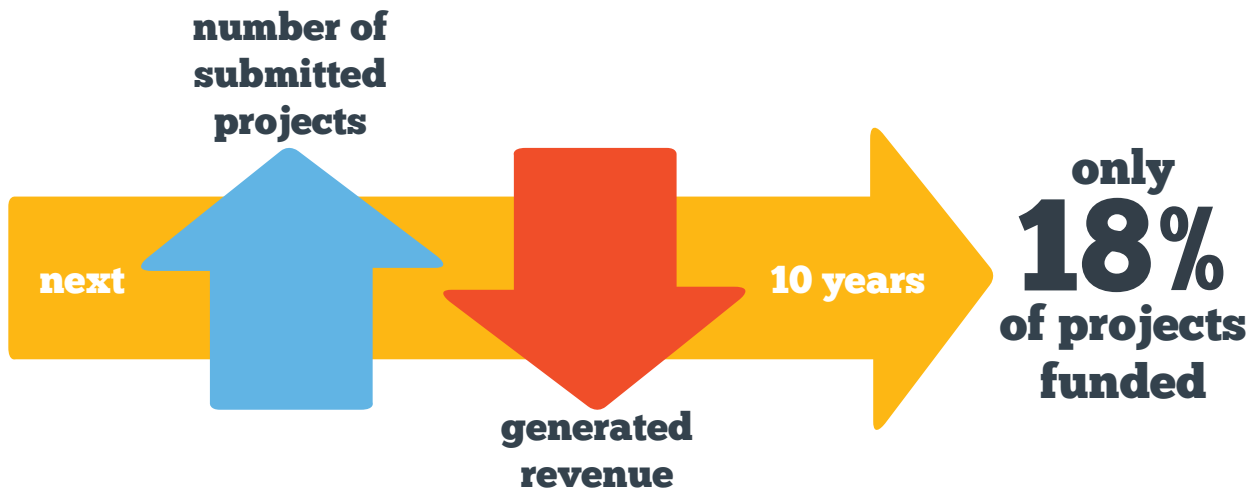 number of
submitted
projects
next
10 years
generated
revenue
only
18%
of projects
funded